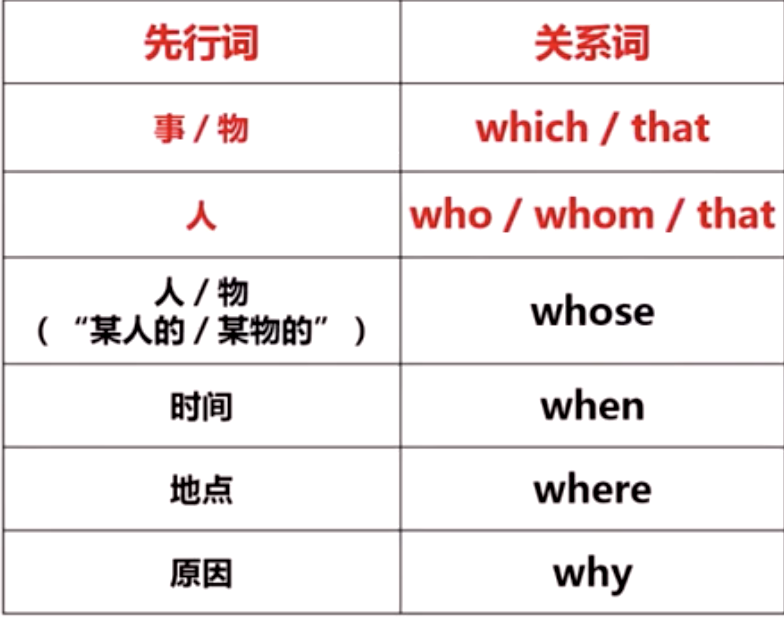 先行词 关系词
事 / 物 which / that
人 who / whom / that
人 / 物
（ “某人的 / 某物的” ） whose
时间 when
地点 where
原因 why